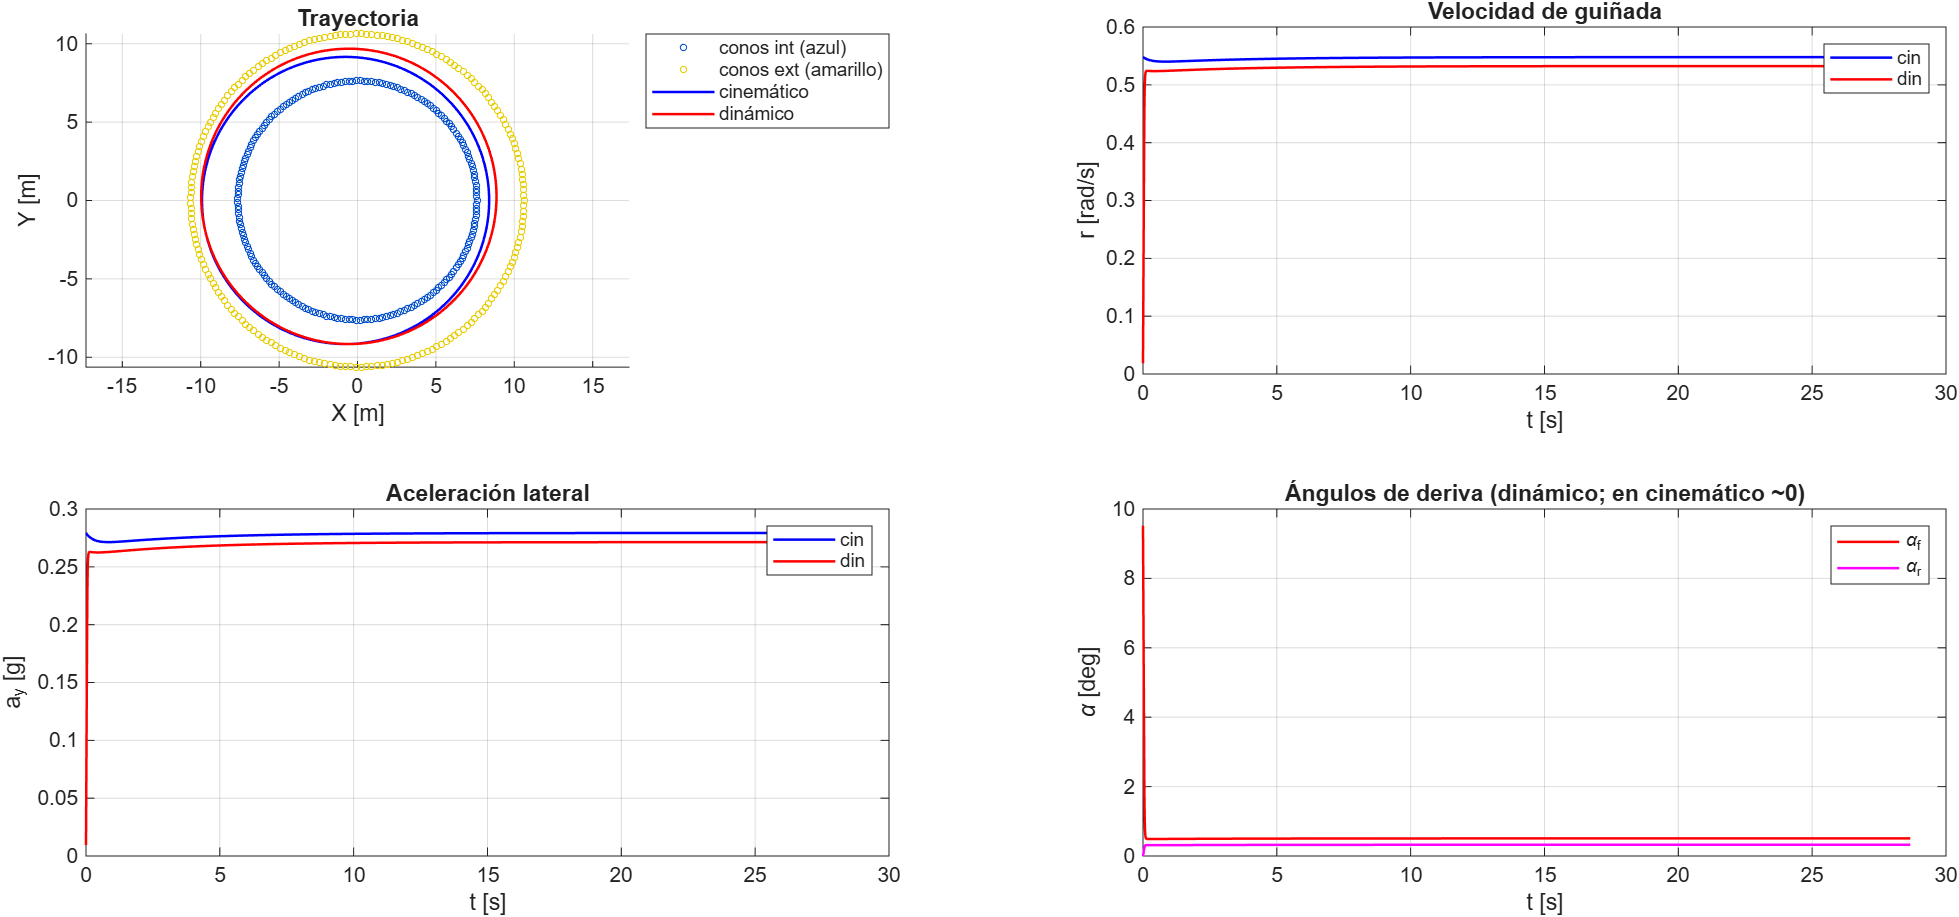 Trayectoria
10
5
0
-5
-10
Y [m]
-15 -10 -5 0 5 10 15
X [m]
conos int (azul)
conos ext (amarillo)
cinemático
dinámico
Velocidad de guiñada
0.6
0.5
0.4
0.3
0.2
0.1
0
r [rad/s]
0 5 10 15 20 25 30
t [s]
cin
din
Aceleración lateral
0.3
0.25
0.2
0.15
0.1
0.05
0
a_y [g]
0 5 10 15 20 25 30
t [s]
cin
din
Ángulos de deriva (dinámico; en cinemático ~0)
10
8
6
4
2
0
α [deg]
0 5 10 15 20 25 30
t [s]
α_f
α_r